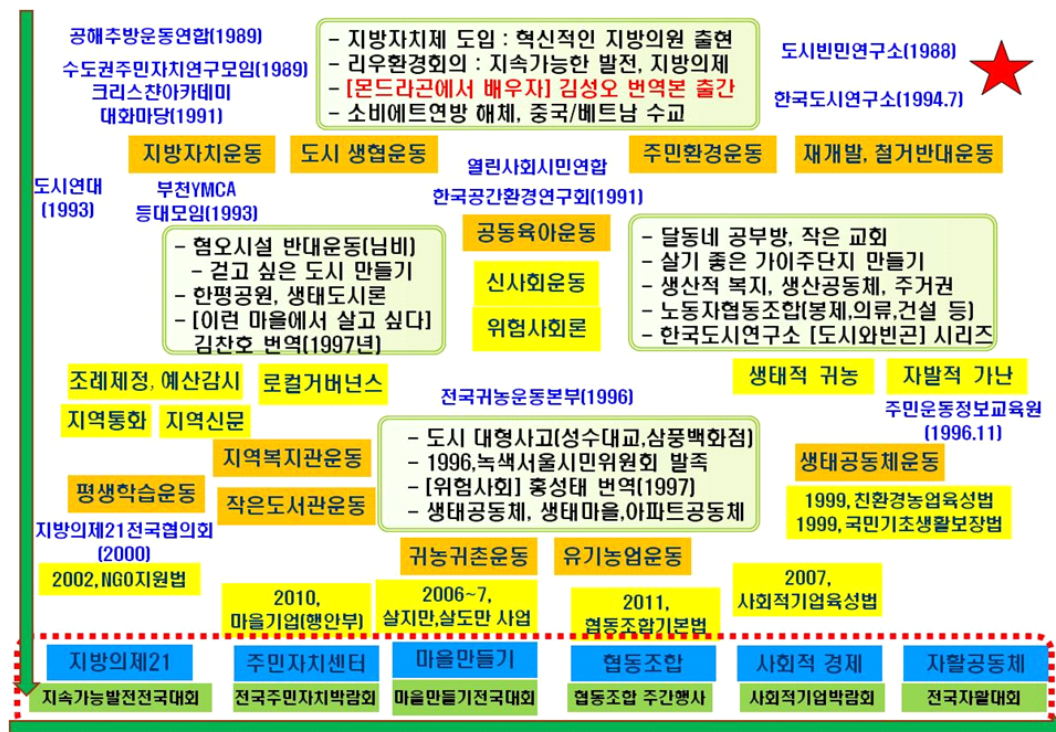 공해추방운동연합(1989)
수도권주민자치연구모임(1989)
크리스챤아카데미
대화마당(1991)
- 지방자치제 도입 : 혁신적인 지방의원 출현
- 리우환경회의 : 지속가능한 발전, 지방의제
- [몬드라곤에서 배우자] 김성오 번역본 출간
- 소비에트연방 해체, 중국/베트남 수교
도시빈민연구소(1988)
한국도시연구소(1994.7)
지방자치운동
도시 생협운동
주민환경운동
재개발, 철거반대운동
도시연대
(1993)
부천YMCA
등대모임(1993)
열린사회시민연합
한국공간환경연구회(1991)
공동육아운동
신사회운동
위험사회론
- 혐오시설 반대운동(님비)
- 걷고 싶은 도시 만들기
- 한평공원, 생태도시론
- [이런 마을에서 살고 싶다]
김찬호 번역(1997년)
- 달동네 공부방, 작은 교회
- 살기 좋은 가이주단지 만들기
- 생산적 복지, 생산공동체, 주거권
- 노동자협동조합(봉제,의류,건설 등)
- 한국도시연구소 [도시와빈곤] 시리즈
조례제정, 예산감시
로컬거버넌스
지역통화
지역신문
생태적 귀농
자발적 가난
전국귀농운동본부(1996)
주민운동정보교육원
(1996.11)
지역복지관운동
- 도시 대형사고(성수대교,삼풍백화점)
- 1996,녹색서울시민위원회 발족
- [위험사회] 홍성태 번역(1997)
- 생태공동체, 생태마을,아파트공동체
생태공동체운동
평생학습운동
작은도서관운동
1999,친환경농업육성법
1999,국민기초생활보장법
지방의제21전국협의회
(2000)
귀농귀촌운동
유기농업운동
2002,NGO지원법
2010,
마을기업(행안부)
2006~7,
살지만,살도만 사업
2011,
협동조합기본법
2007,
사회적기업육성법
지방의제21
주민자치센터
마을만들기
협동조합
사회적 경제
자활공동체
지속가능발전전국대회
전국주민자치박람회
마을만들기전국대회
협동조합 주간행사
사회적기업박람회
전국자활대회